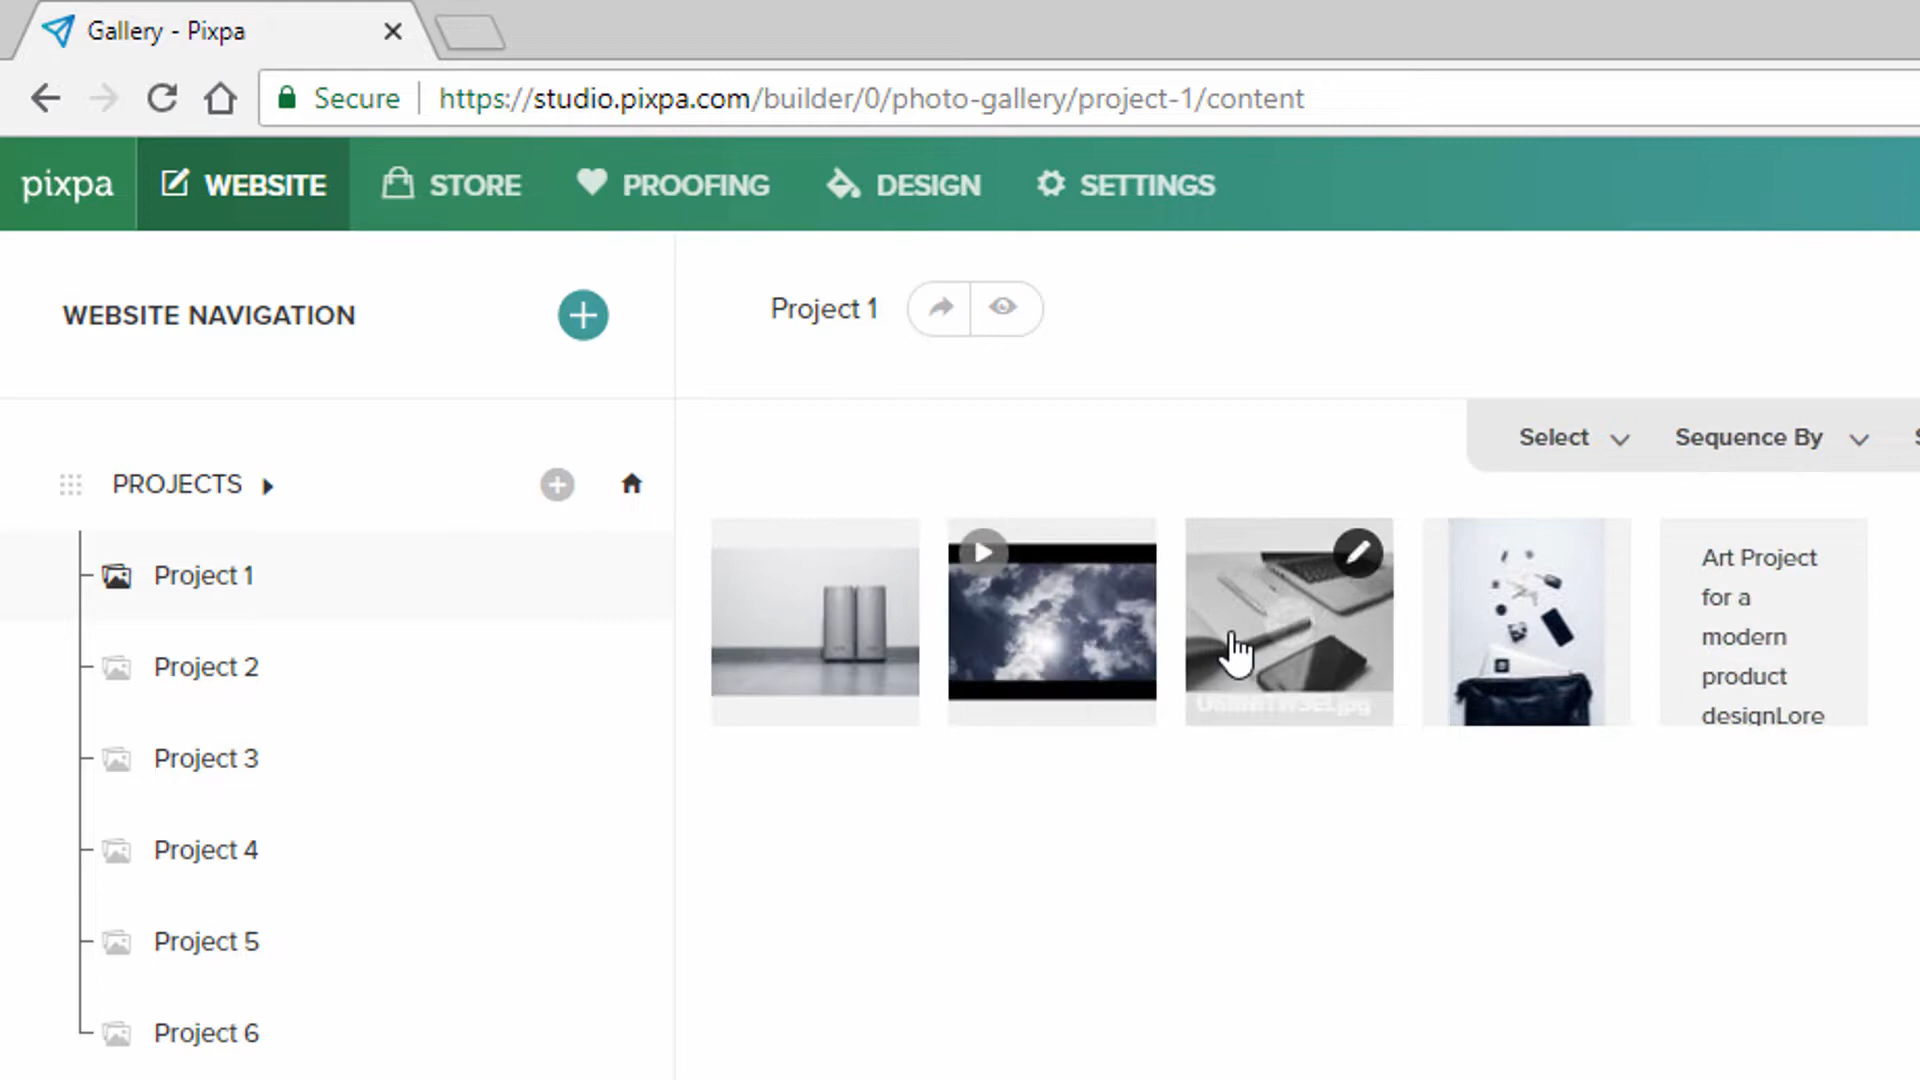 Gallery - Pixpa
Secure
https://studio.pixpa.com/builder/0/photo-gallery/project-1/content
pixpa
WEBSITE
STORE
PROOFING
DESIGN
SETTINGS
WEBSITE NAVIGATION
Project 1
Select
Sequence By
PROJECTS
Project 1
Project 2
Project 3
Project 4
Project 5
Project 6
Art Project
for a
modern
product
designLore